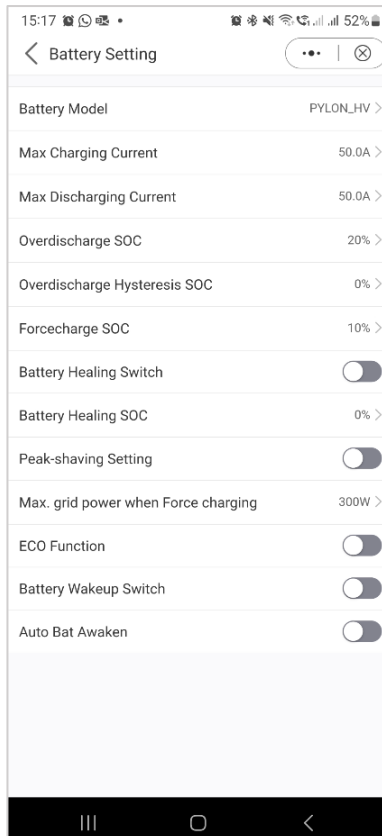 15:17 52%
Battery Setting
Battery Model PYLON_HV
Max Charging Current 50.0A
Max Discharging Current 50.0A
Overdischarge SOC 20%
Overdischarge Hysteresis SOC 0%
Forcecharge SOC 10%
Battery Healing Switch
Battery Healing SOC 0%
Peak-shaving Setting
Max. grid power when Force charging 300W
ECO Function
Battery Wakeup Switch
Auto Bat Awaken